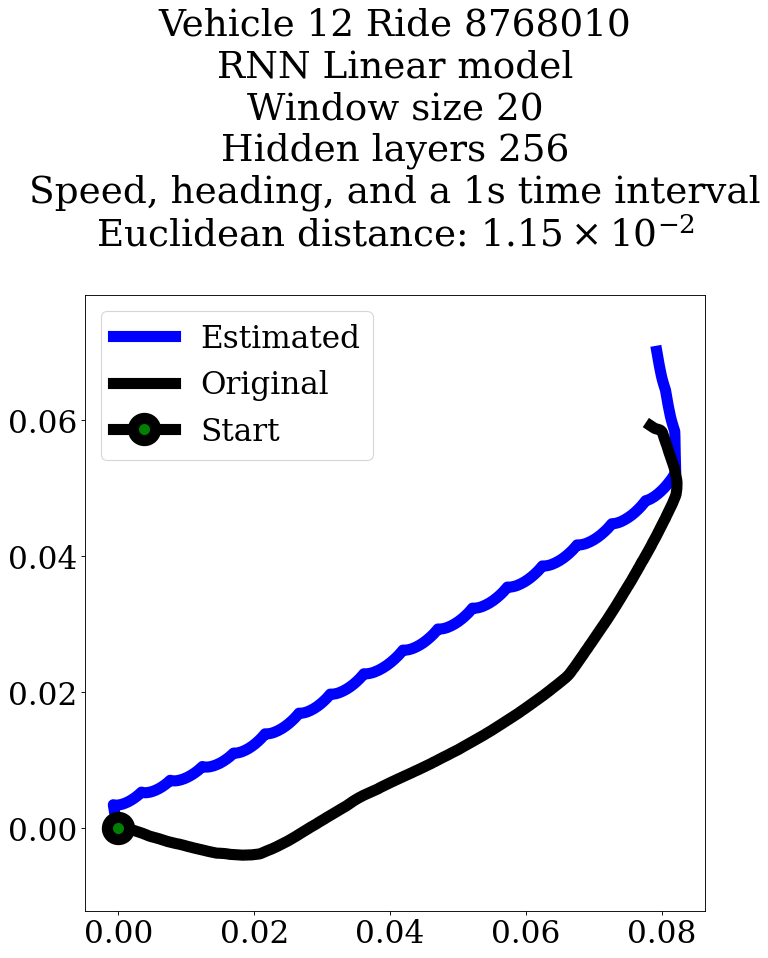 Vehicle 12 Ride 8768010
RNN Linear model
Window size 20
Hidden layers 256
Speed, heading, and a 1s time interval
Euclidean distance: 1.15 × 10⁻²
Estimated
Original
Start
0.06
0.04
0.02
0.00
0.00 0.02 0.04 0.06 0.08